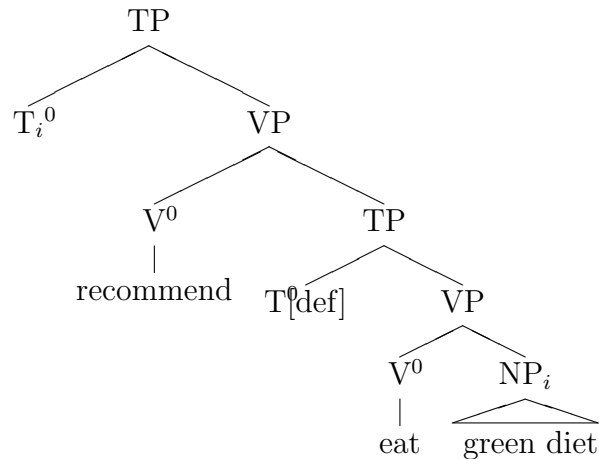 TP
T_i^0 VP
V^0 TP
recommend T^0[def] VP
V^0 NP_i
eat green diet